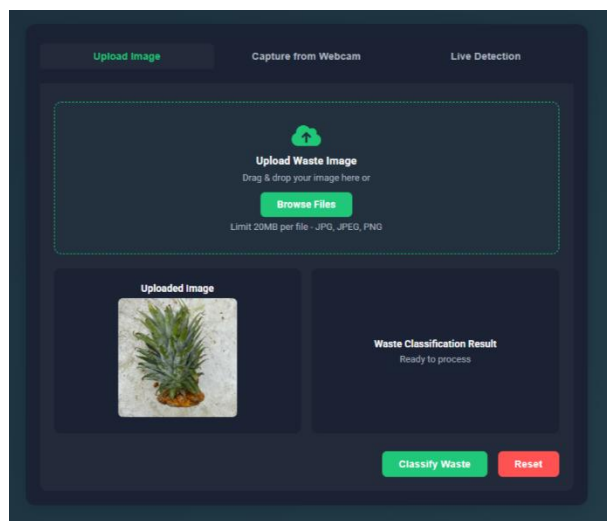 Upload Image
Capture from Webcam
Live Detection
Upload Waste Image
Drag & drop your image here or
Browse Files
Limit 20MB per file - JPG, JPEG, PNG
Uploaded Image
Waste Classification Result
Ready to process
Classify Waste
Reset